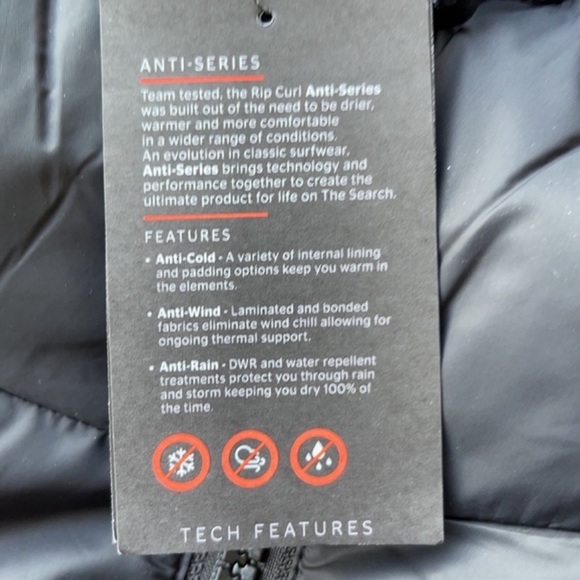 ANTI-SERIES
Team tested, the Rip Curl Anti-Series
was built out of the need to be drier,
warmer and more comfortable
in a wider range of conditions.
An evolution in classic surfwear,
Anti-Series brings technology and
performance together to create the
ultimate product for life on The Search.
FEATURES
• Anti-Cold - A variety of internal lining
and padding options keep you warm in
the elements.
• Anti-Wind - Laminated and bonded
fabrics eliminate wind chill allowing for
ongoing thermal support.
• Anti-Rain - DWR and water repellent
treatments protect you through rain
and storm keeping you dry 100% of
the time.
TECH FEATURES